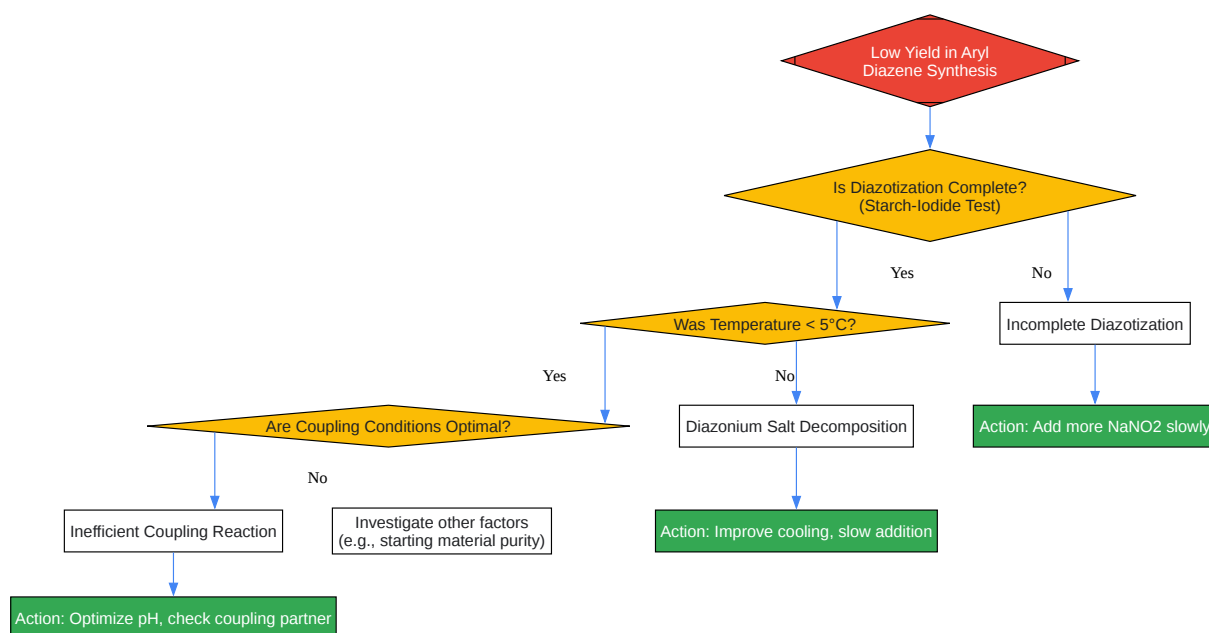 Low Yield in Aryl
Diazene Synthesis
Is Diazotization Complete?
(Starch-Iodide Test)
Yes
No
Was Temperature < 5°C?
Incomplete Diazotization
Yes
No
Are Coupling Conditions Optimal?
Diazonium Salt Decomposition
Action: Add more NaNO2 slowly
No
Inefficient Coupling Reaction
Investigate other factors
(e.g., starting material purity)
Action: Improve cooling, slow addition
Action: Optimize pH, check coupling partner